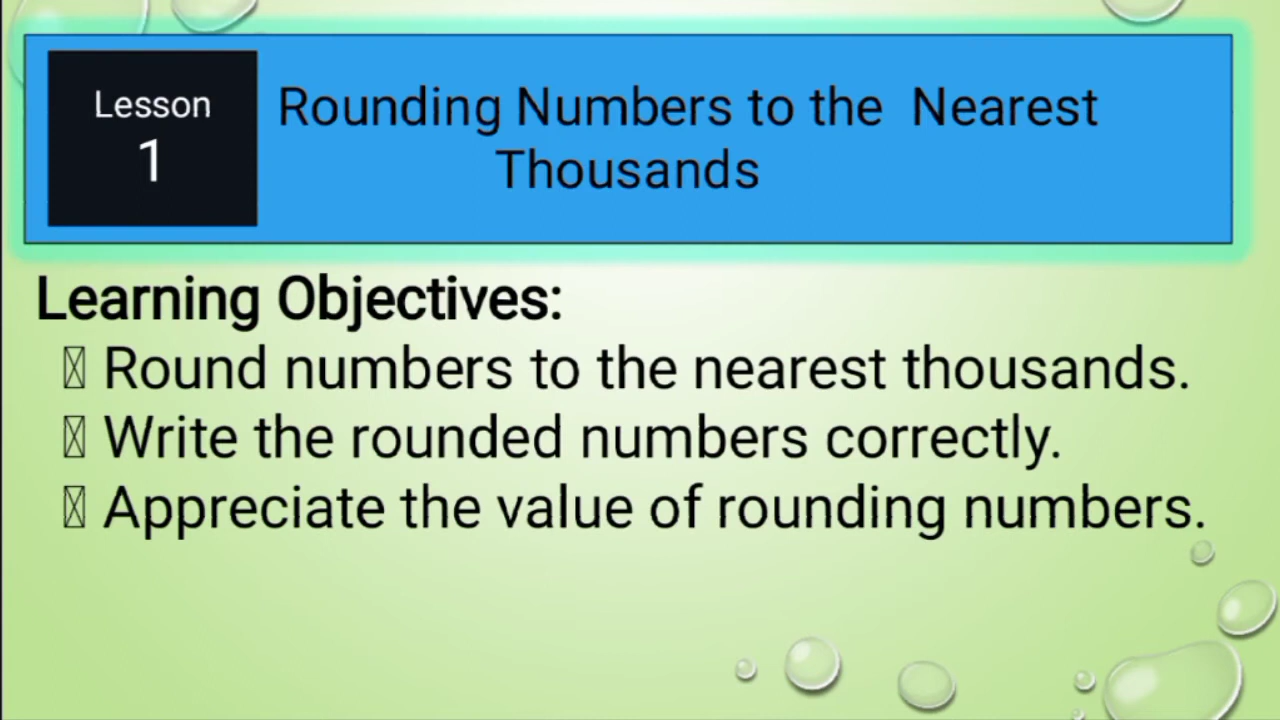 Lesson
1
Rounding Numbers to the Nearest
Thousands
Learning Objectives:
Round numbers to the nearest thousands.
Write the rounded numbers correctly.
Appreciate the value of rounding numbers.